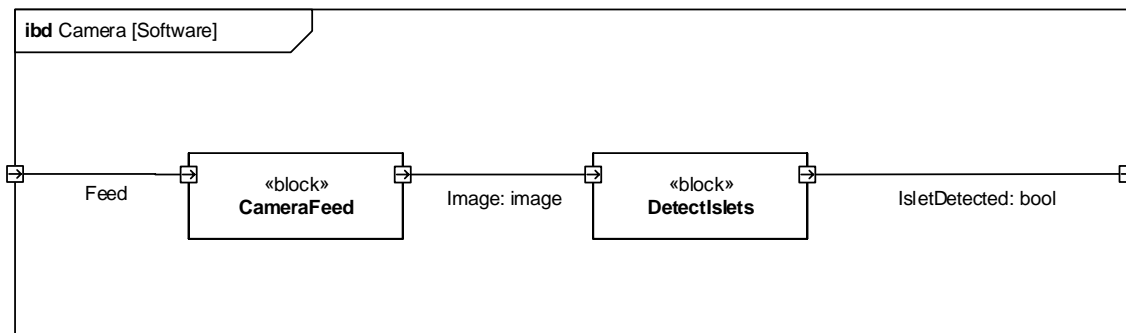 ibd Camera [Software]
«block»
CameraFeed
«block»
DetectIslets
Feed
Image: image
IsletDetected: bool